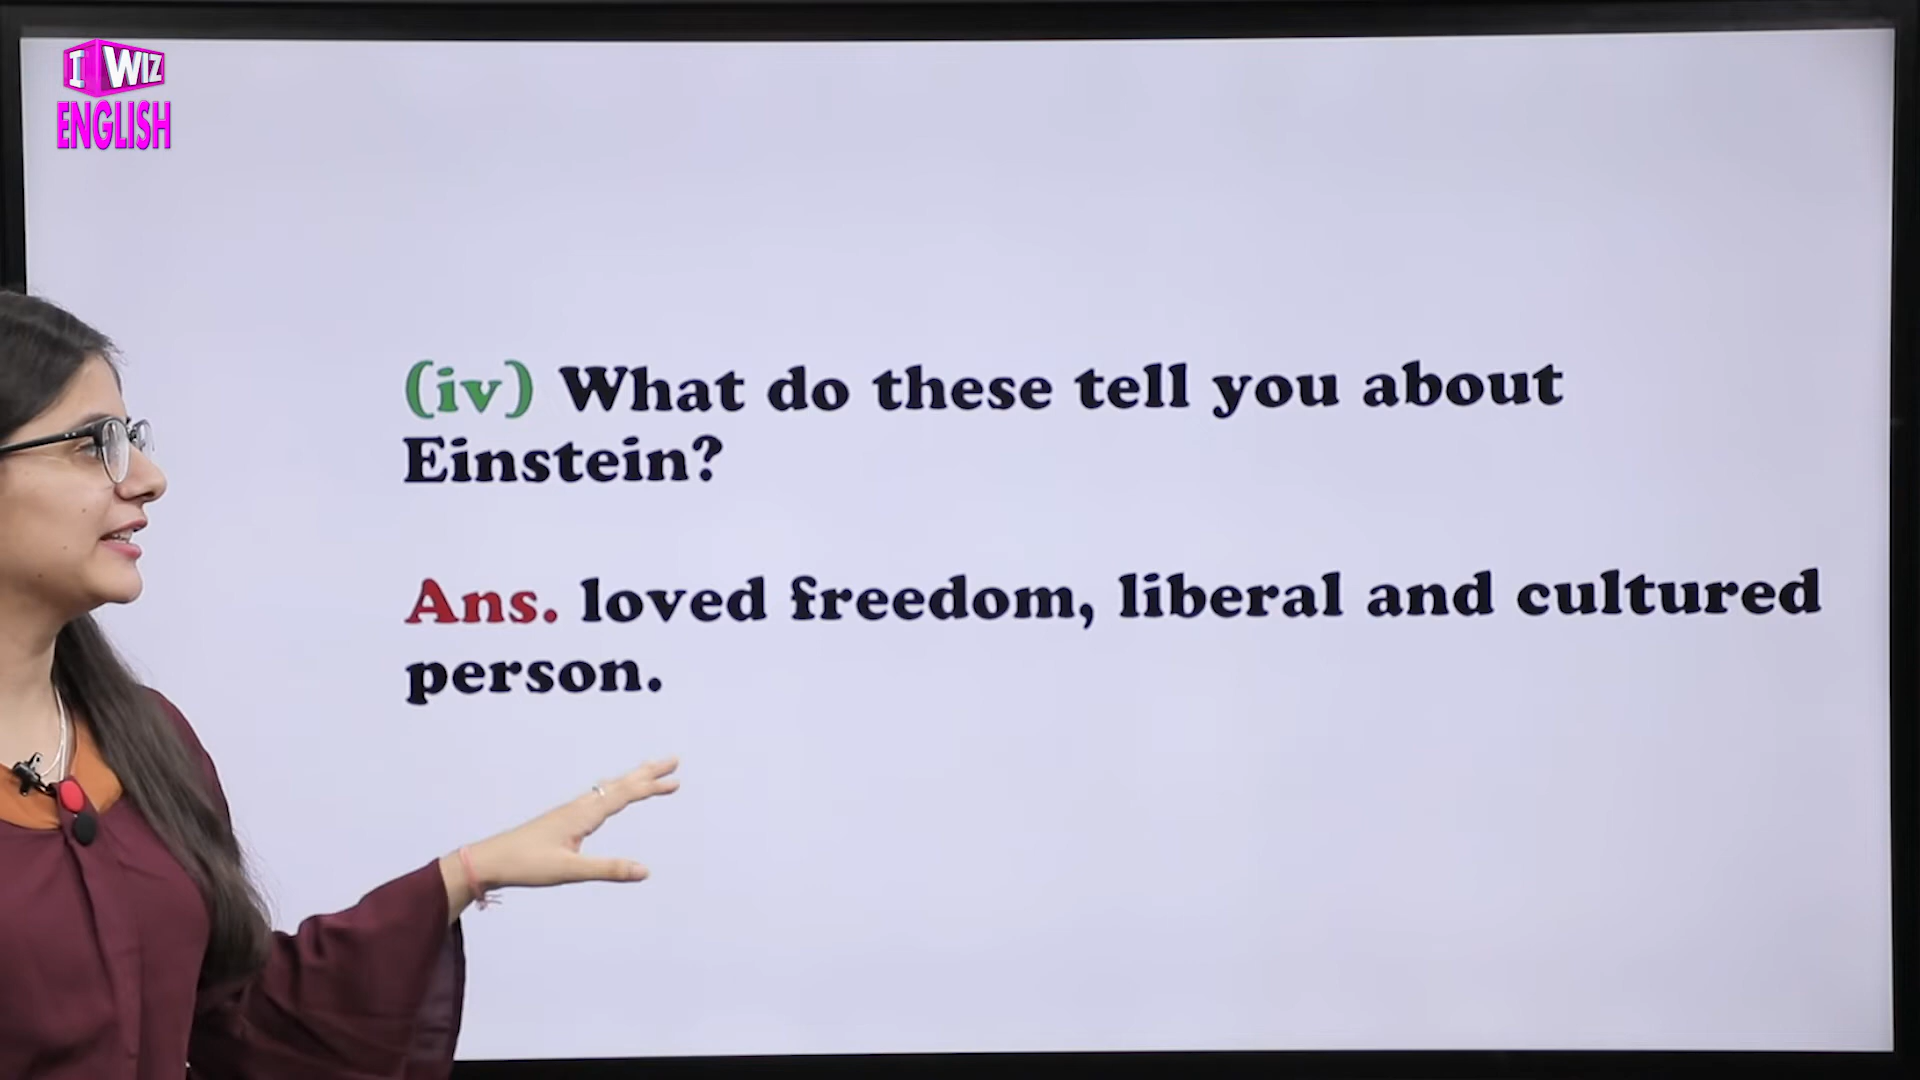 I WIZ
ENGLISH
(iv) What do these tell you about
Einstein?
Ans. loved freedom, liberal and cultured
person.